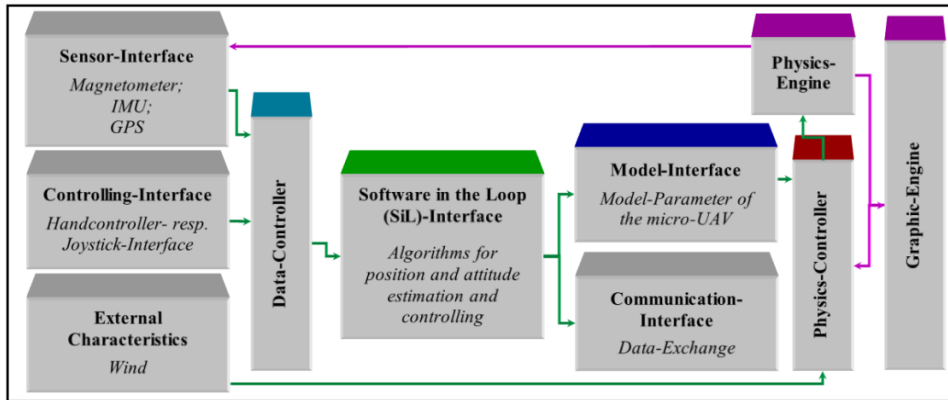 Sensor-Interface
Magnetometer;
IMU;
GPS
Controlling-Interface
Handcontroller- resp.
Joystick-Interface
External
Characteristics
Wind
Data-Controller
Software in the Loop
(SiL)-Interface
Algorithms for
position and attitude
estimation and
controlling
Model-Interface
Model-Parameter of
the micro-UAV
Communication-
Interface
Data-Exchange
Physics-
Engine
Physics-Controller
Graphic-Engine